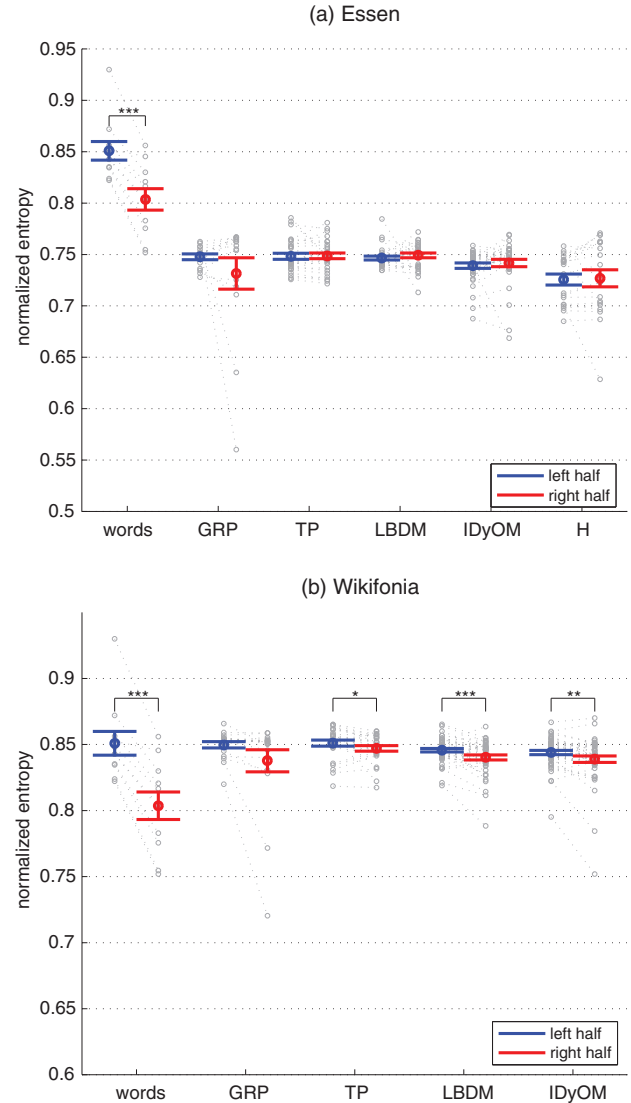 (a) Essen
0.95
0.9
0.85
0.8
0.75
0.7
0.65
0.6
0.55
0.5
normalized entropy
***
left half
right half
words GRP TP LBDM IDyOM H
(b) Wikifonia
0.9
0.85
0.8
0.75
0.7
0.65
0.6
normalized entropy
*** * *** **
left half
right half
words GRP TP LBDM IDyOM